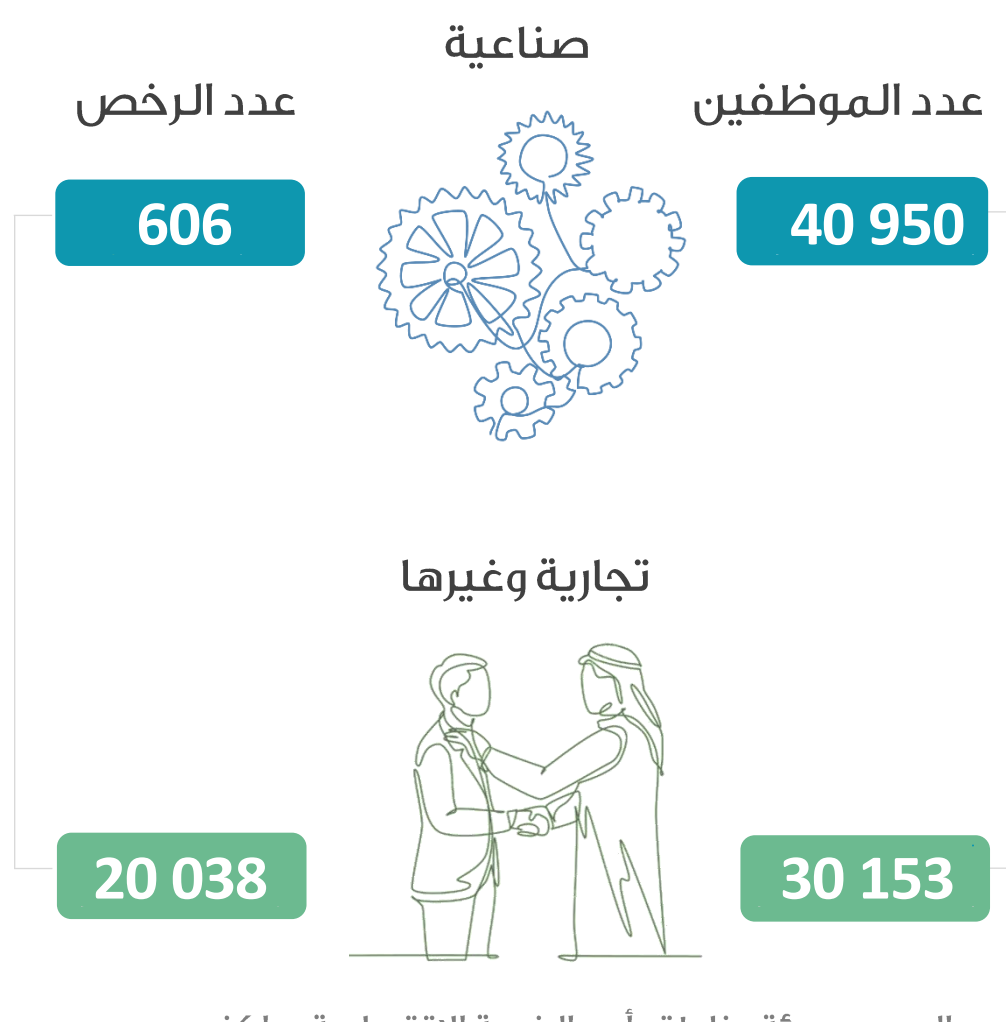 صناعية
عدد الموظفين
عدد الرخص
40 950
606
تجارية وغيرها
30 153
20 038